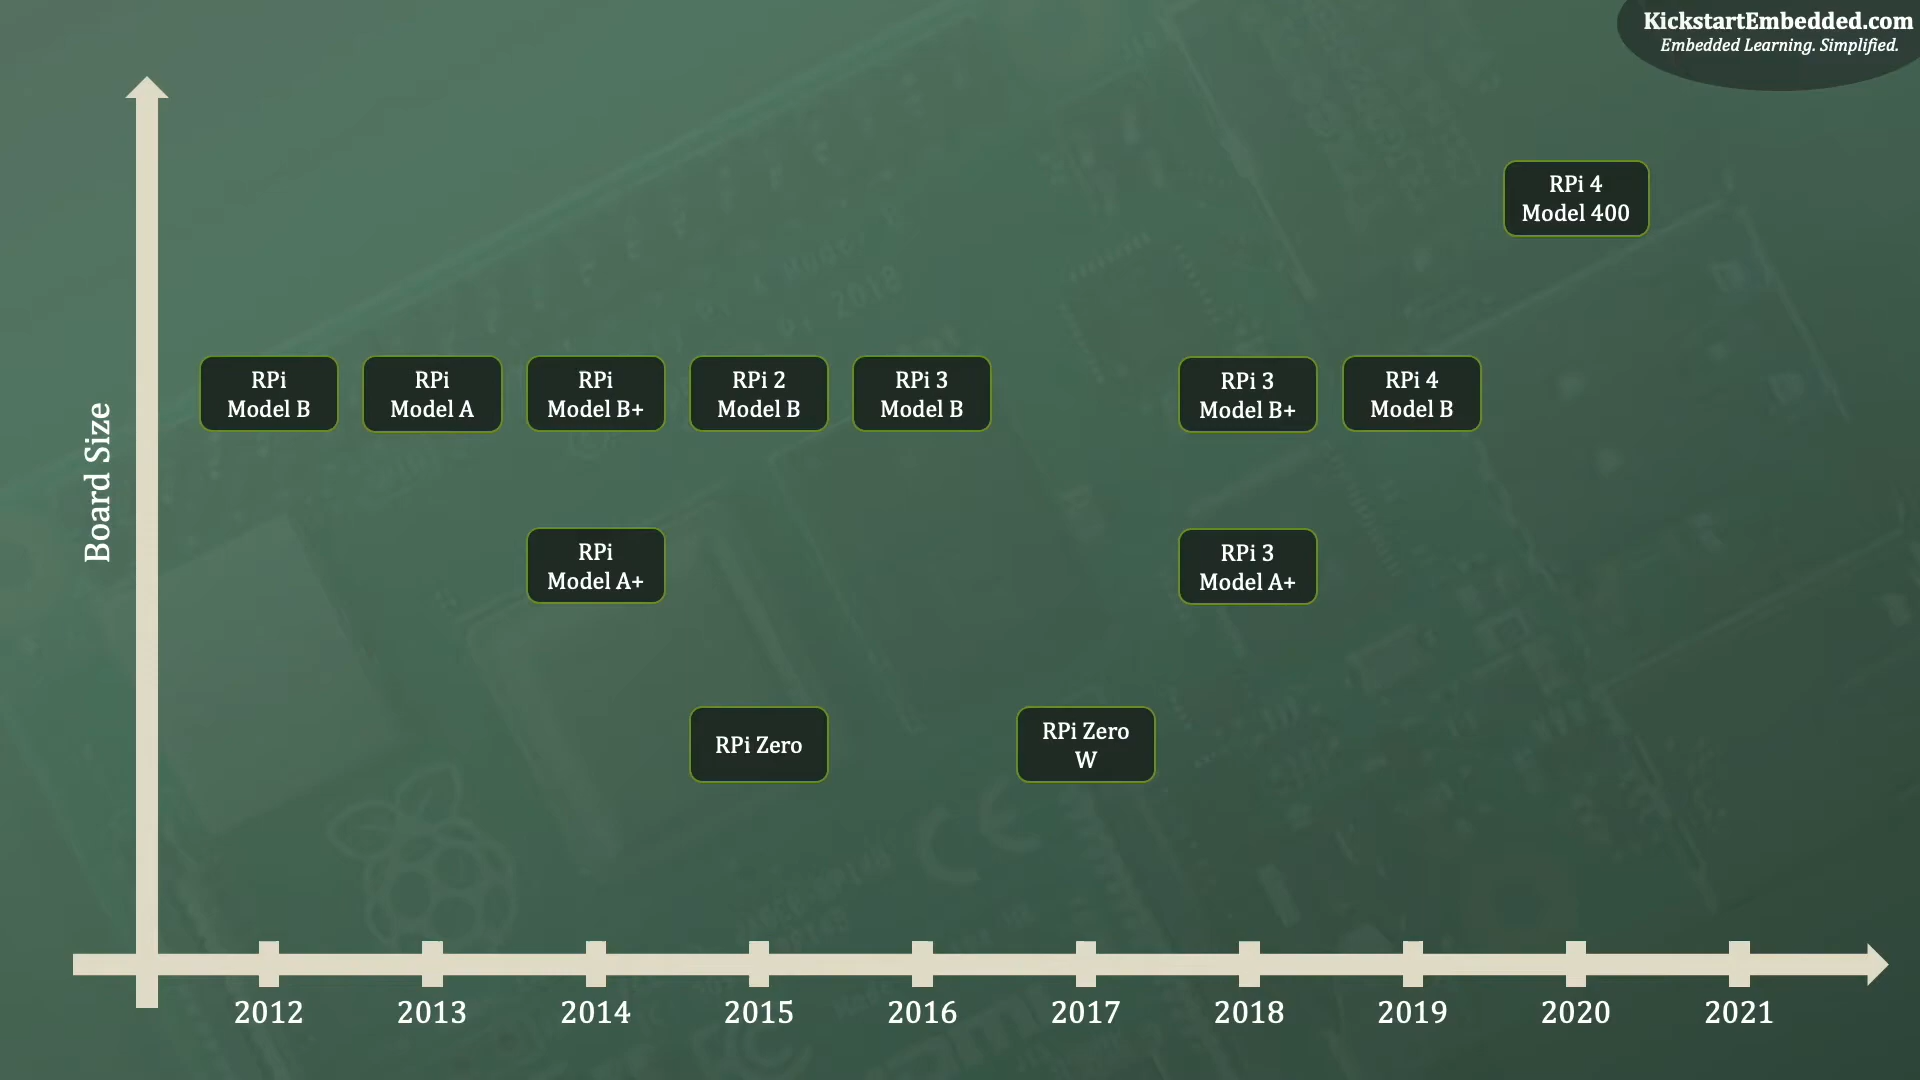 KickstartEmbedded.com
Embedded Learning. Simplified.
RPi 4
Model 400
RPi
Model B
RPi
Model A
RPi
Model B+
RPi 2
Model B
RPi 3
Model B
RPi 3
Model B+
RPi 4
Model B
Board Size
RPi
Model A+
RPi 3
Model A+
RPi Zero
RPi Zero
W
2012
2013
2014
2015
2016
2017
2018
2019
2020
2021